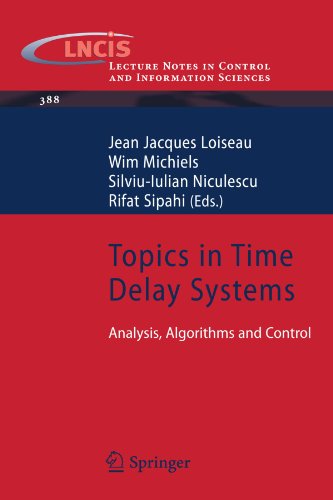 LNCIS
Lecture Notes in Control
and Information Sciences
388
Jean Jacques Loiseau
Wim Michiels
Silviu-Iulian Niculescu
Rifat Sipahi (Eds.)
Topics in Time
Delay Systems
Analysis, Algorithms and Control
Springer